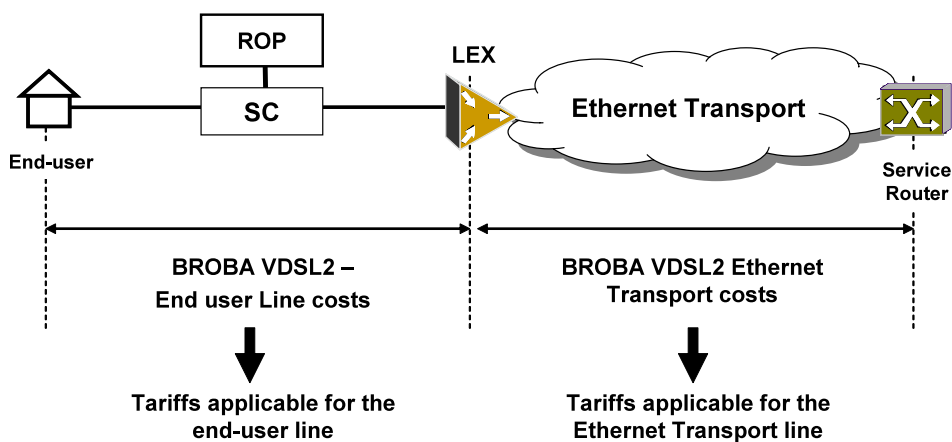 ROP
SC
LEX
Ethernet Transport
End-user
Service
Router
BROBA VDSL2 –
End user Line costs
BROBA VDSL2 Ethernet
Transport costs
Tariffs applicable for the
end-user line
Tariffs applicable for the
Ethernet Transport line